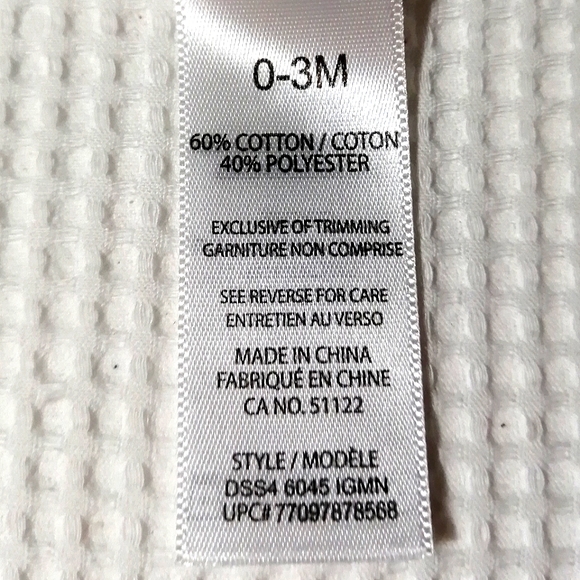 0-3M
60% COTTON / COTON
40% POLYESTER
EXCLUSIVE OF TRIMMING
GARNITURE NON COMPRISE
SEE REVERSE FOR CARE
ENTRETIEN AU VERSO
MADE IN CHINA
FABRIQUÉ EN CHINE
CA NO. 51122
STYLE / MODÈLE
DSS4 6045 IGMN
UPC# 77097878568